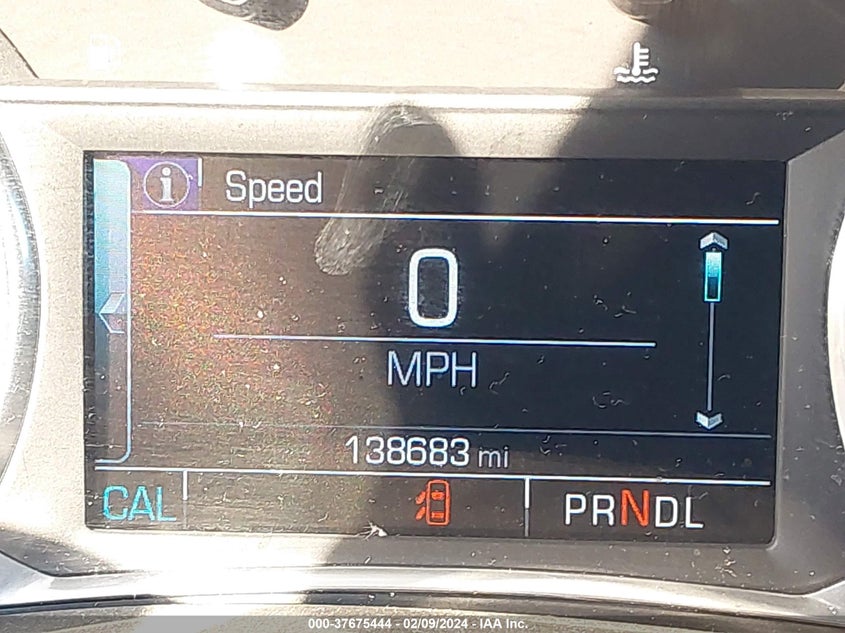 Speed
0
MPH
138683 mi
CAL
PRNDL
000-37675444 - 02/09/2024 - IAA Inc.